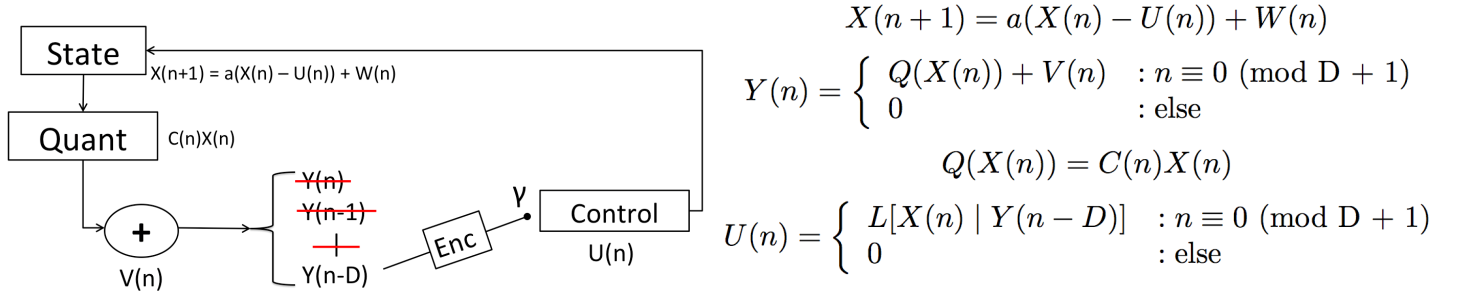 State
X(n+1) = a(X(n) – U(n)) + W(n)
Quant
C(n)X(n)
+
V(n)
Y(n)
Y(n-1)
Y(n-D)
Enc
γ
Control
U(n)
X(n + 1) = a(X(n) − U(n)) + W(n)
Y(n) = { Q(X(n)) + V(n) : n ≡ 0 (mod D + 1)
0 : else
Q(X(n)) = C(n)X(n)
U(n) = { L[X(n) | Y(n − D)] : n ≡ 0 (mod D + 1)
0 : else